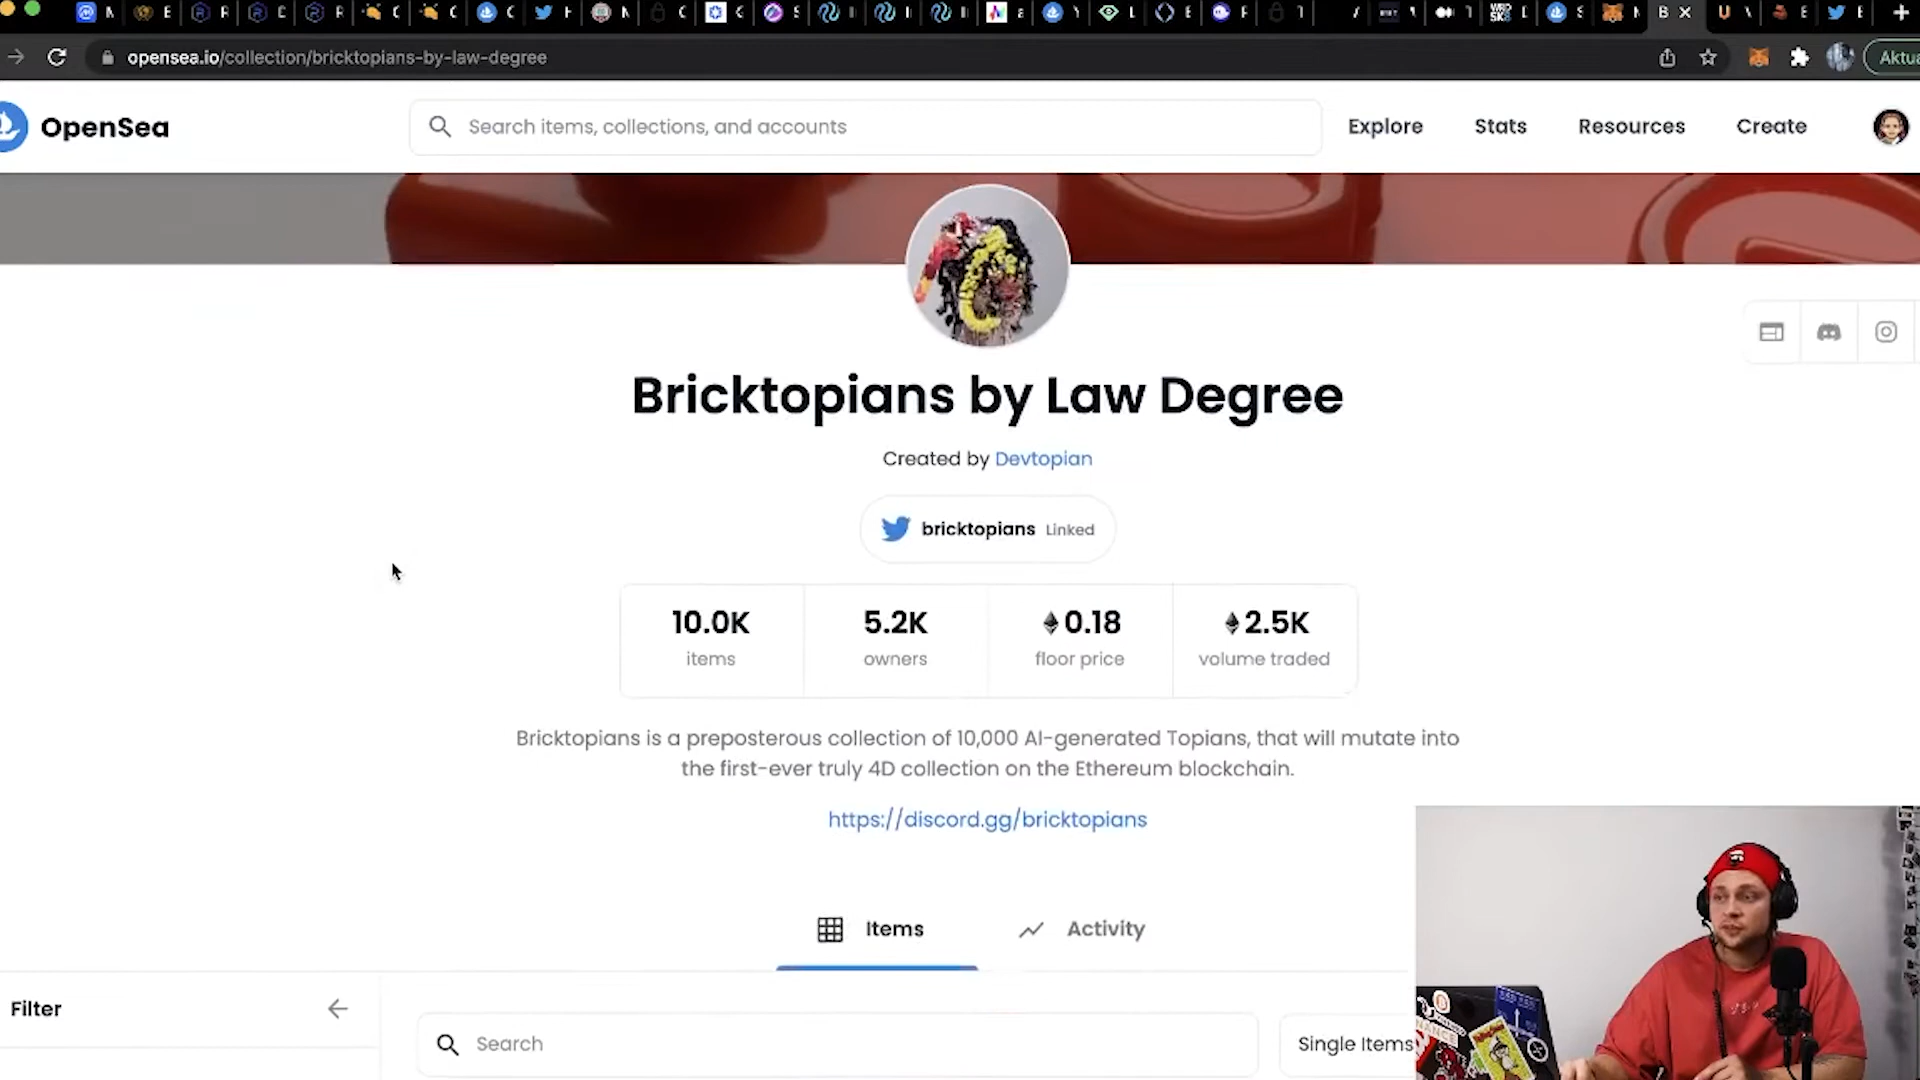 opensea.io/collection/bricktopians-by-law-degree
Aktua
OpenSea
Search items, collections, and accounts
Explore
Stats
Resources
Create
Bricktopians by Law Degree
Created by Devtopian
bricktopians Linked
10.0K
5.2K
0.18
2.5K
items
owners
floor price
volume traded
Bricktopians is a preposterous collection of 10,000 AI-generated Topians, that will mutate into
the first-ever truly 4D collection on the Ethereum blockchain.
https://discord.gg/bricktopians
Items
Activity
Filter
Search
Single Items